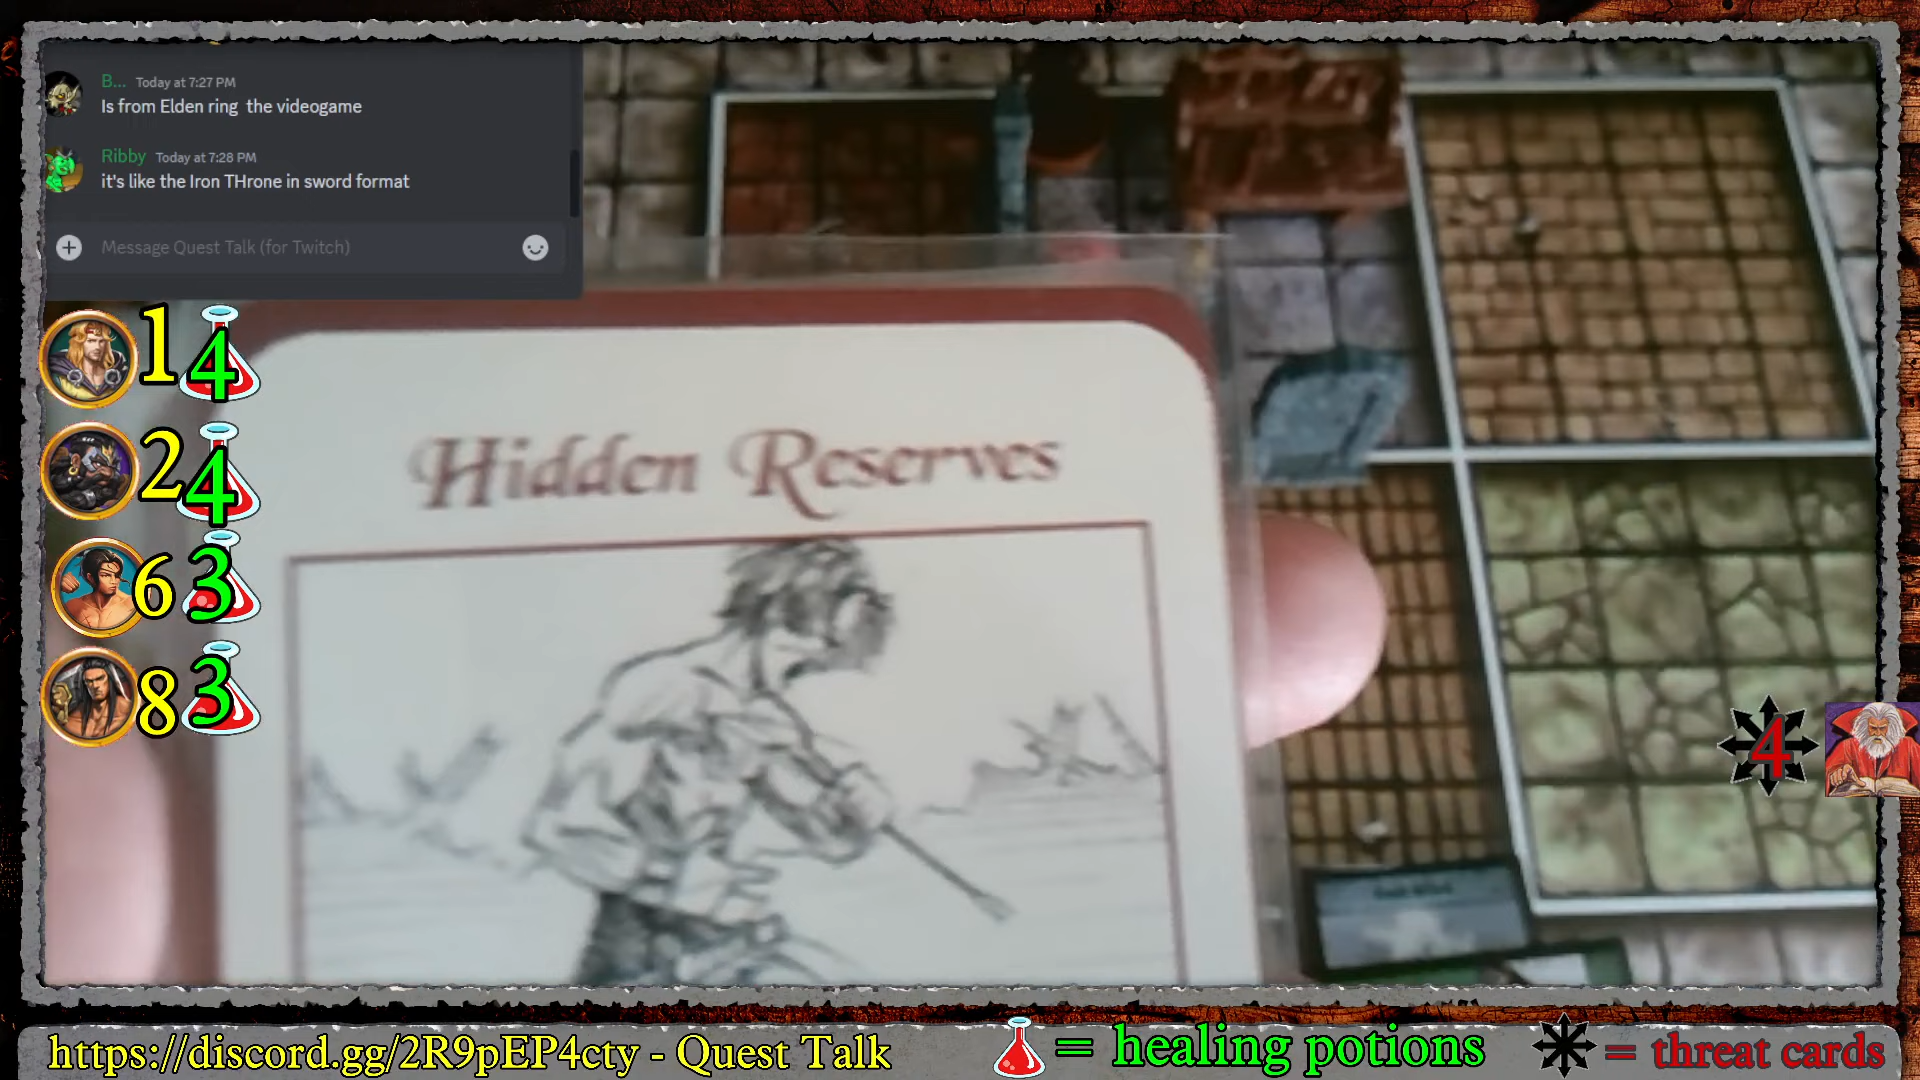 B... Today at 7:27 PM
Is from Elden ring the videogame
Ribby Today at 7:28 PM
it's like the Iron THrone in sword format
Message Quest Talk (for Twitch)
1 4
2 4
6 3
8 3
Hidden Reserves
4
https://discord.gg/2R9pEP4cty - Quest Talk
= healing potions
= threat cards